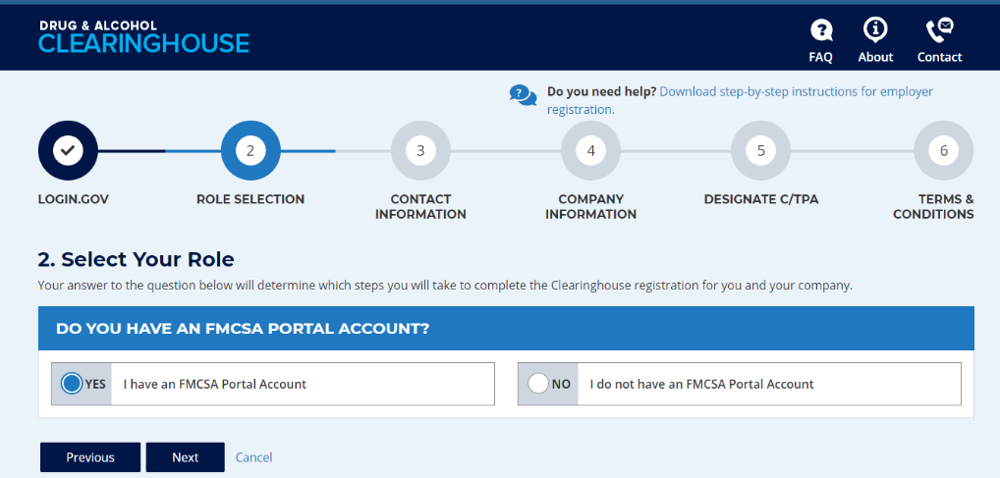 DRUG & ALCOHOL
CLEARINGHOUSE
FAQ
About
Contact
Do you need help? Download step-by-step instructions for employer
registration.
2
3
4
5
6
LOGIN.GOV
ROLE SELECTION
CONTACT
INFORMATION
COMPANY
INFORMATION
DESIGNATE C/TPA
TERMS &
CONDITIONS
2. Select Your Role
Your answer to the question below will determine which steps you will take to complete the Clearinghouse registration for you and your company.
DO YOU HAVE AN FMCSA PORTAL ACCOUNT?
YES I have an FMCSA Portal Account
NO I do not have an FMCSA Portal Account
Previous
Next
Cancel